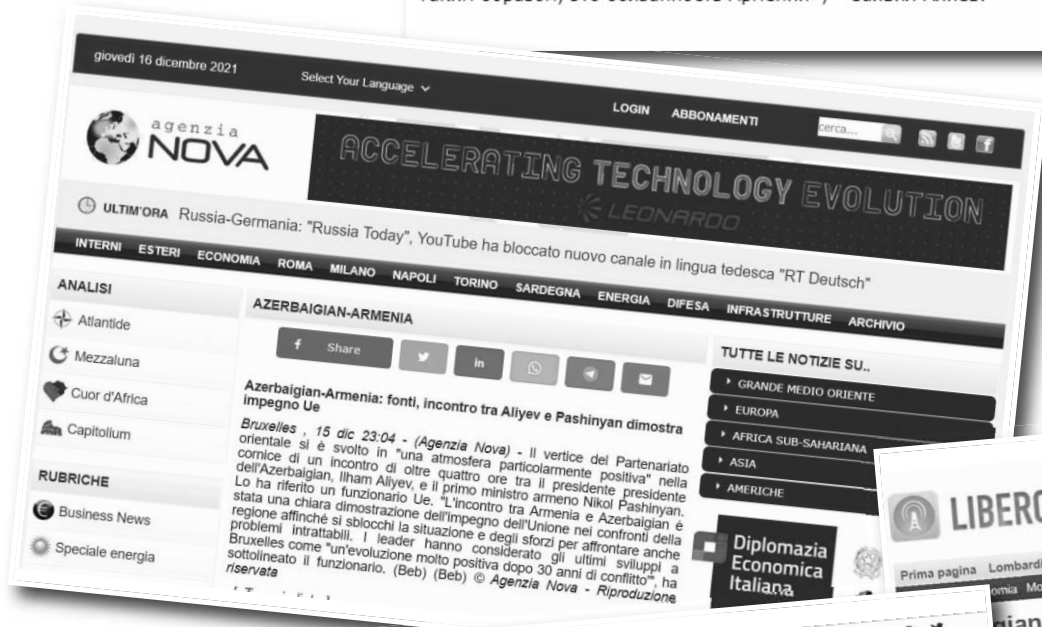 giovedì 16 dicembre 2021
Select Your Language
LOGIN ABBONAMENTI
cerca...
agenzia
NOVA
ACCELERATING TECHNOLOGY EVOLUTION
LEONARDO
ULTIM'ORA Russia-Germania: "Russia Today", YouTube ha bloccato nuovo canale in lingua tedesca "RT Deutsch"
INTERNI ESTERI ECONOMIA ROMA MILANO NAPOLI TORINO SARDEGNA ENERGIA DIFESA INFRASTRUTTURE ARCHIVIO
ANALISI
Atlantide
Mezzaluna
Cuor d'Africa
Capitolium
RUBRICHE
Business News
Speciale energia
AZERBAIGIAN-ARMENIA
Share
in
Azerbaigian-Armenia: fonti, incontro tra Aliyev e Pashinyan dimostra
impegno Ue
Bruxelles , 15 dic 23:04 - (Agenzia Nova) - Il vertice del Partenariato
orientale si è svolto in "una atmosfera particolarmente positiva" nella
cornice di un incontro di oltre quattro ore tra il presidente presidente
dell'Azerbaigian, Ilham Aliyev, e il primo ministro armeno Nikol Pashinyan.
Lo ha riferito un funzionario Ue. "L'incontro tra Armenia e Azerbaigian è
stata una chiara dimostrazione dell'impegno dell'Unione nei confronti della
regione affinché si sblocchi la situazione e degli sforzi per affrontare anche
problemi intrattabili. I leader hanno considerato gli ultimi sviluppi a
Bruxelles come "un'evoluzione molto positiva dopo 30 anni di conflitto"", ha
sottolineato il funzionario. (Beb) (Beb) © Agenzia Nova - Riproduzione
riservata
TUTTE LE NOTIZIE SU..
GRANDE MEDIO ORIENTE
EUROPA
AFRICA SUB-SAHARIANA
ASIA
AMERICHE
Diplomazia
Economica
Italiana
LIBERO
Prima pagina Lombardi